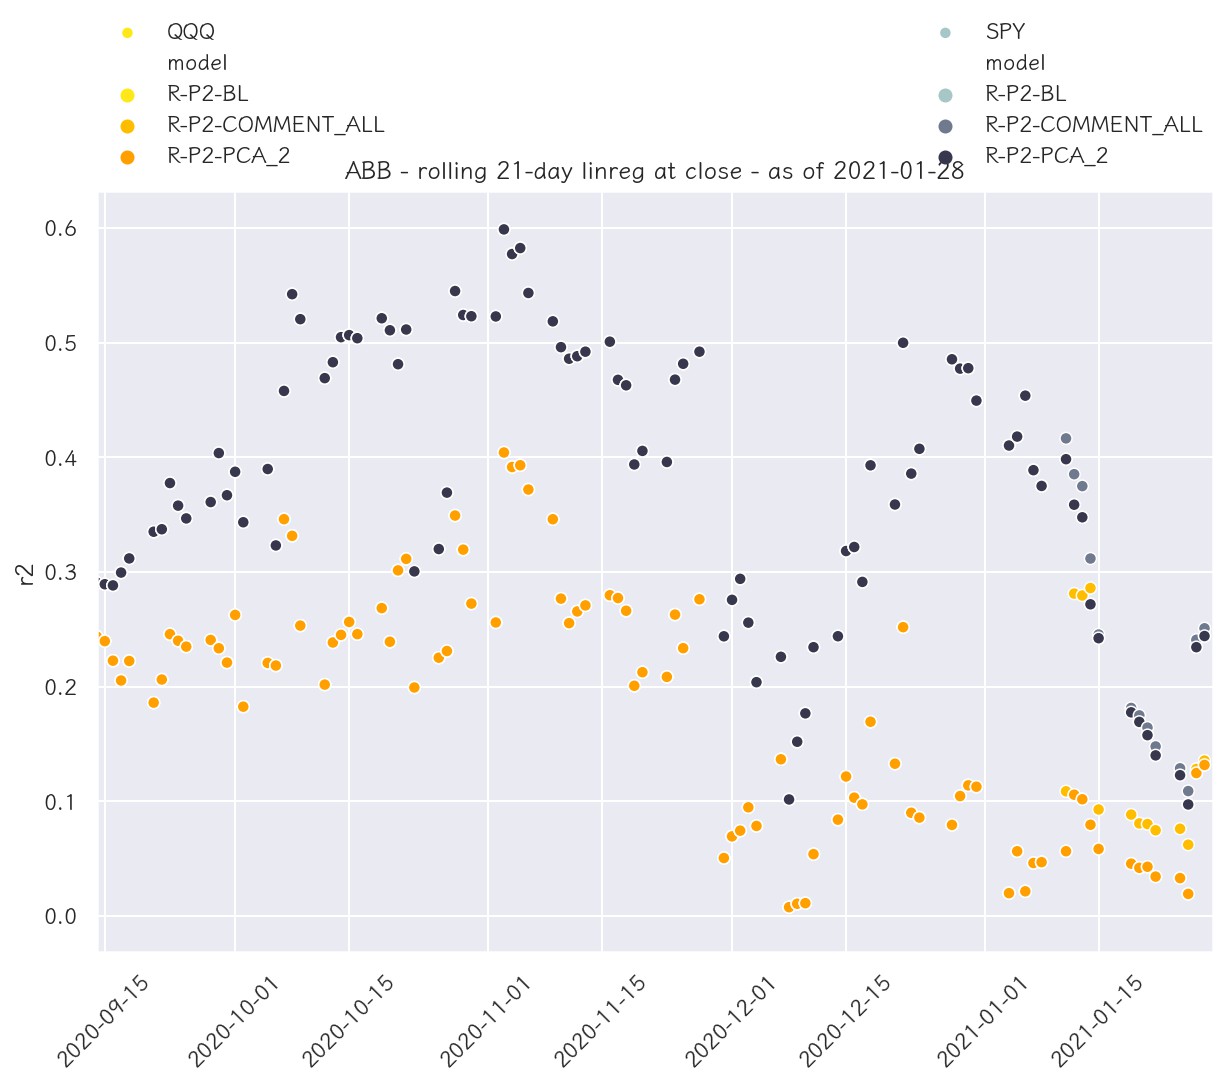 QQQ
model
R-P2-BL
R-P2-COMMENT_ALL
R-P2-PCA_2
SPY
model
R-P2-BL
R-P2-COMMENT_ALL
R-P2-PCA_2
ABB - rolling 21-day linreg at close - as of 2021-01-28
r2
0.6
0.5
0.4
0.3
0.2
0.1
0.0
2020-09-15
2020-10-01
2020-10-15
2020-11-01
2020-11-15
2020-12-01
2020-12-15
2021-01-01
2021-01-15